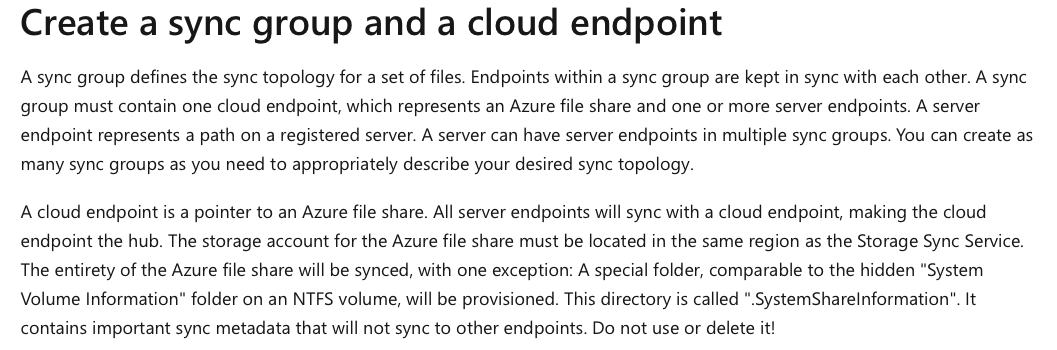 Create a sync group and a cloud endpoint
A sync group defines the sync topology for a set of files. Endpoints within a sync group are kept in sync with each other. A sync
group must contain one cloud endpoint, which represents an Azure file share and one or more server endpoints. A server
endpoint represents a path on a registered server. A server can have server endpoints in multiple sync groups. You can create as
many sync groups as you need to appropriately describe your desired sync topology.
A cloud endpoint is a pointer to an Azure file share. All server endpoints will sync with a cloud endpoint, making the cloud
endpoint the hub. The storage account for the Azure file share must be located in the same region as the Storage Sync Service.
The entirety of the Azure file share will be synced, with one exception: A special folder, comparable to the hidden "System
Volume Information" folder on an NTFS volume, will be provisioned. This directory is called ".SystemShareInformation". It
contains important sync metadata that will not sync to other endpoints. Do not use or delete it!